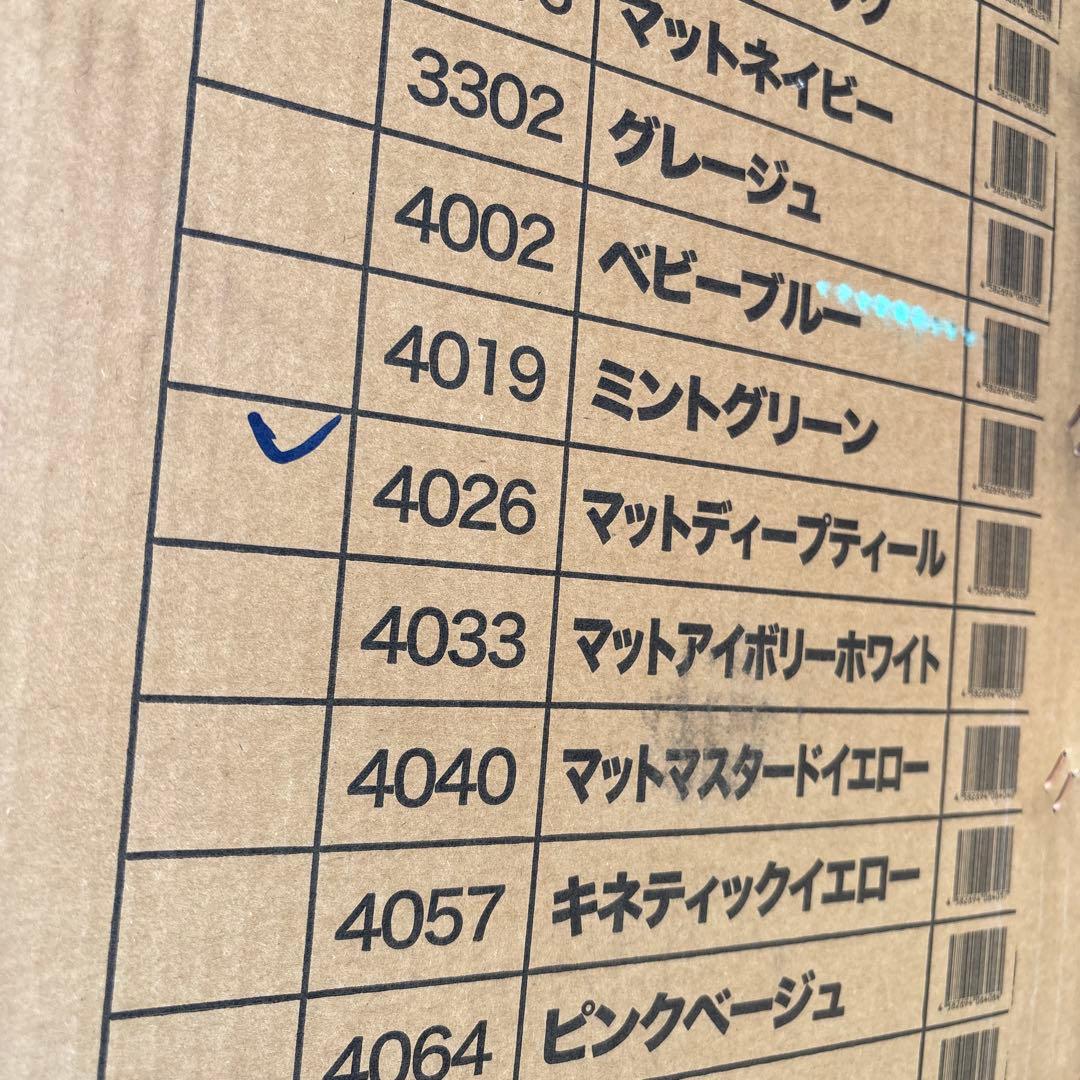 マットネイビー
3302 グレージュ
4002 ベビーブルー
4019 ミントグリーン
4026 マットディープティール
4033 マットアイボリーホワイト
4040 マットマスタードイエロー
4057 キネティックイエロー
4064 ピンクベージュ